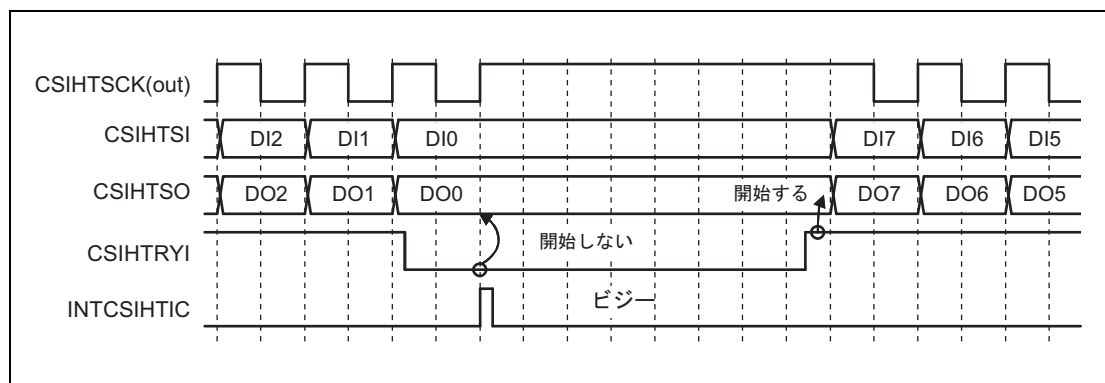 CSIHTSCK(out)
CSIHTSI DI2 DI1 DI0 DI7 DI6 DI5
CSIHTSO DO2 DO1 DO0 開始する DO7 DO6 DO5
CSIHTRYI 開始しない
INTCSIHTIC ビジー